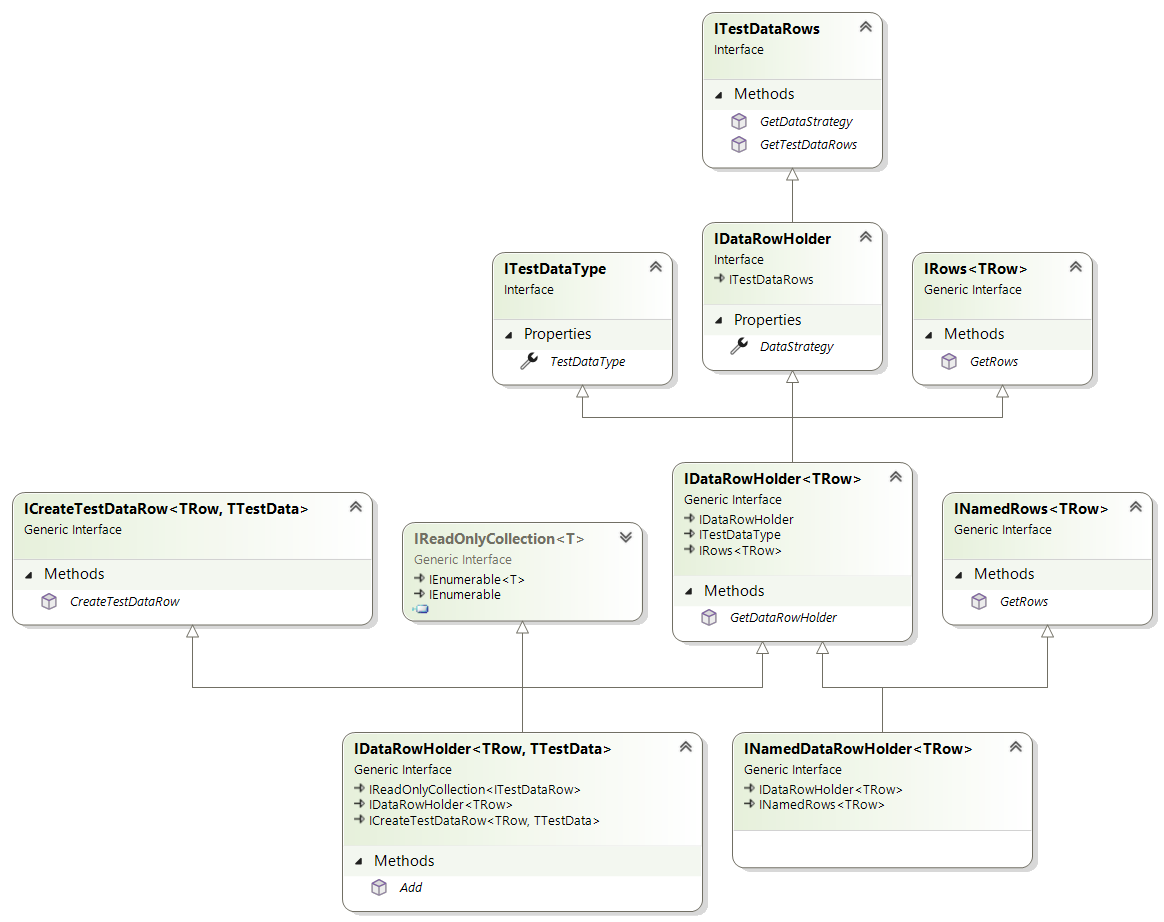 ITestDataRows
Interface
Methods
GetDataStrategy
GetTestDataRows
IDataRowHolder
Interface
ITestDataRows
Properties
DataStrategy
ITestDataType
Interface
Properties
TestDataType
IRows<TRow>
Generic Interface
Methods
GetRows
IDataRowHolder<TRow>
Generic Interface
IDataRowHolder
ITestDataType
IRows<TRow>
Methods
GetDataRowHolder
ICreateTestDataRow<TRow, TTestData>
Generic Interface
Methods
CreateTestDataRow
IReadOnlyCollection<T>
Generic Interface
IEnumerable<T>
IEnumerable
INamedRows<TRow>
Generic Interface
Methods
GetRows
IDataRowHolder<TRow, TTestData>
Generic Interface
IReadOnlyCollection<ITestDataRow>
IDataRowHolder<TRow>
ICreateTestDataRow<TRow, TTestData>
Methods
Add
INamedDataRowHolder<TRow>
Generic Interface
IDataRowHolder<TRow>
INamedRows<TRow>